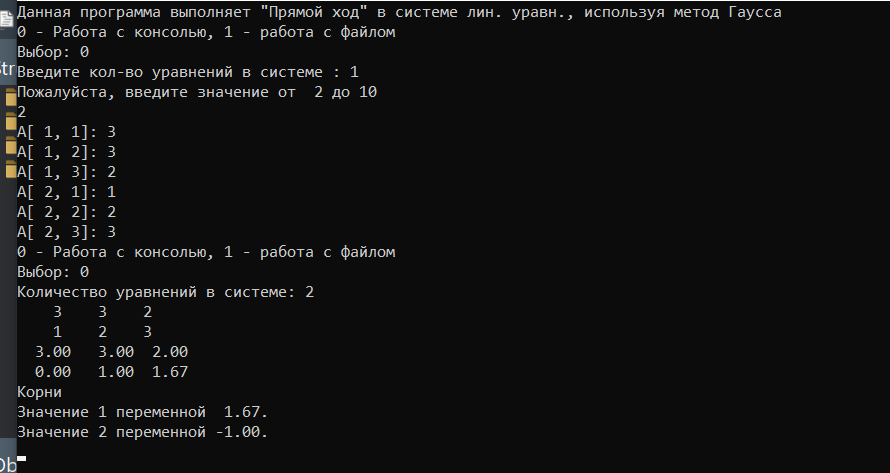 Данная программа выполняет "Прямой ход" в системе лин. уравн., используя метод Гаусса
0 - Работа с консолью, 1 - работа с файлом
Выбор: 0
Введите кол-во уравнений в системе : 1
Пожалуйста, введите значение от  2 до 10
2
A[ 1, 1]: 3
A[ 1, 2]: 3
A[ 1, 3]: 2
A[ 2, 1]: 1
A[ 2, 2]: 2
A[ 2, 3]: 3
0 - Работа с консолью, 1 - работа с файлом
Выбор: 0
Количество уравнений в системе: 2
    3    3    2
    1    2    3
  3.00   3.00  2.00
  0.00   1.00  1.67
Корни
Значение 1 переменной  1.67.
Значение 2 переменной -1.00.